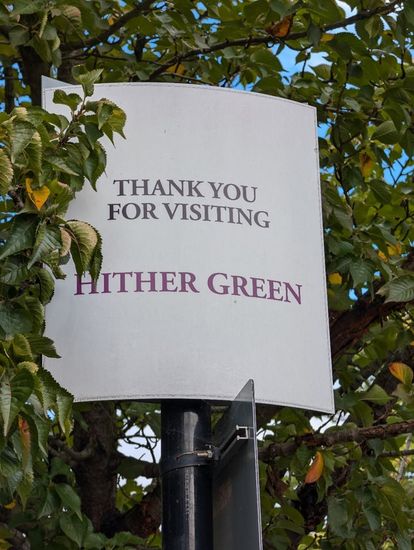 THANK YOU
FOR VISITING
HITHER GREEN